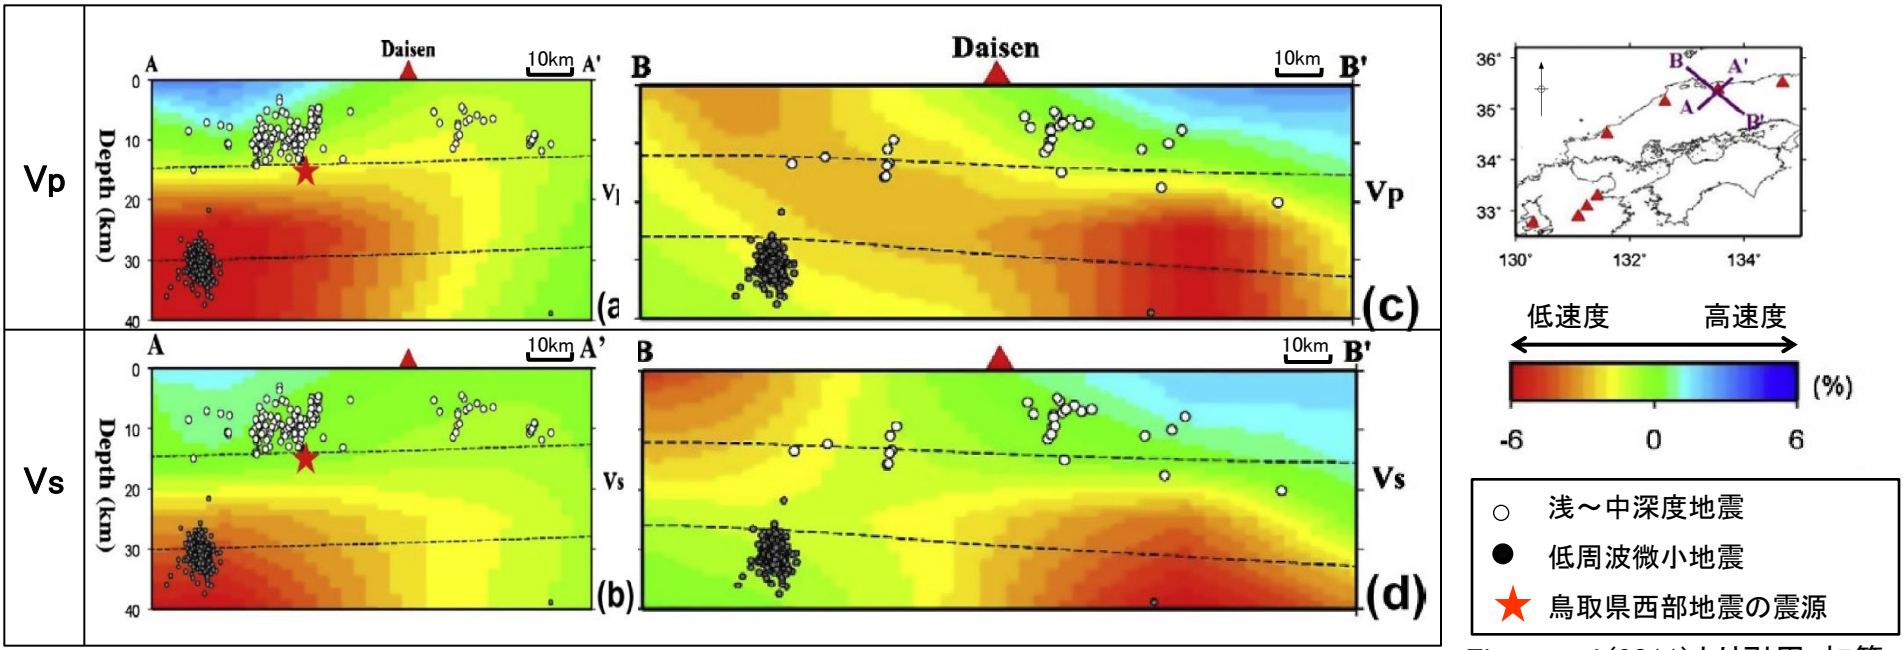 Vp
Depth (km)
A
Daisen
10km
A'
0
10
20
30
40
(a
B
Daisen
10km
B'
Vp
(c)
Vs
Depth (km)
A
10km
A'
0
10
20
30
40
Vs
(b)
B
10km
B'
Vs
(d)
36°
35°
34°
33°
130°
132°
134°
B
A'
A
B'
低速度
高速度
(%)
-6
0
6
浅～中深度地震
低周波微小地震
鳥取県西部地震の震源